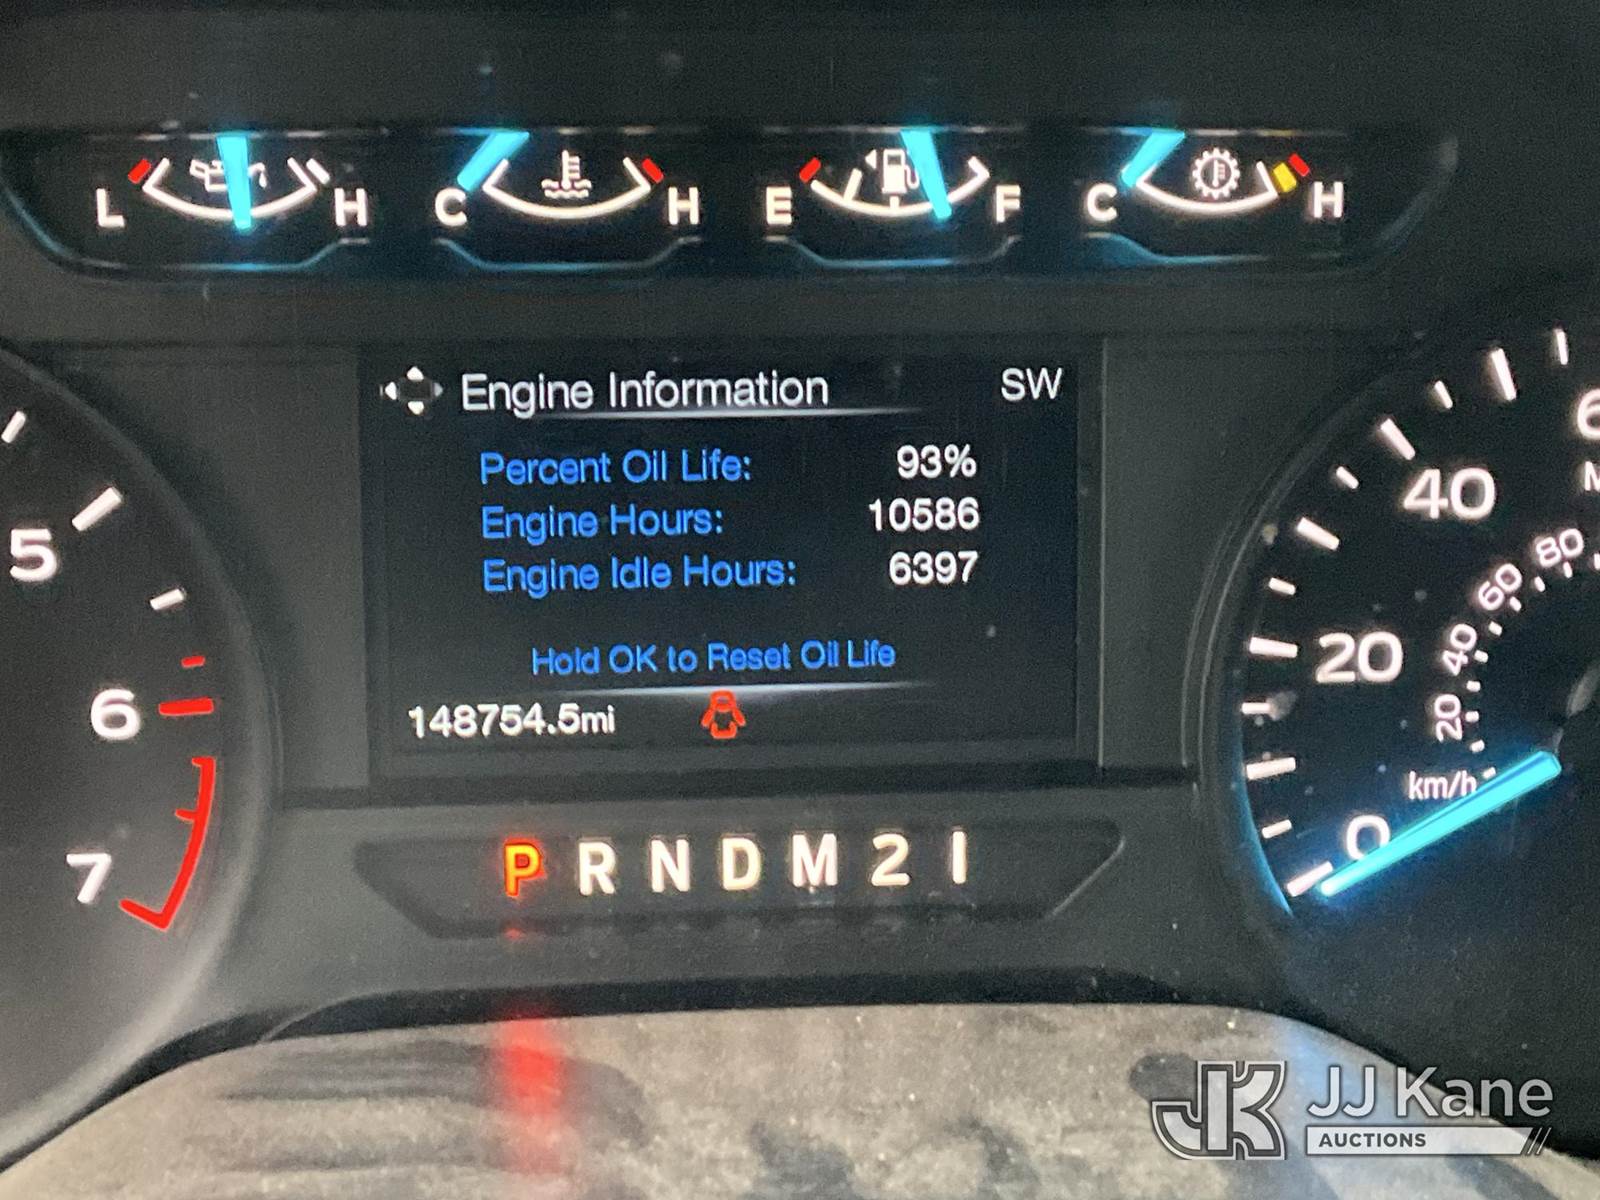 L H C H E F C H
Engine Information SW
Percent Oil Life: 93%
Engine Hours: 10586
Engine Idle Hours: 6397
Hold OK to Reset Oil Life
148754.5mi
5
6
7
P R N D M 2 1
40
20
0
80
60
40
20
km/h
JJ Kane
AUCTIONS